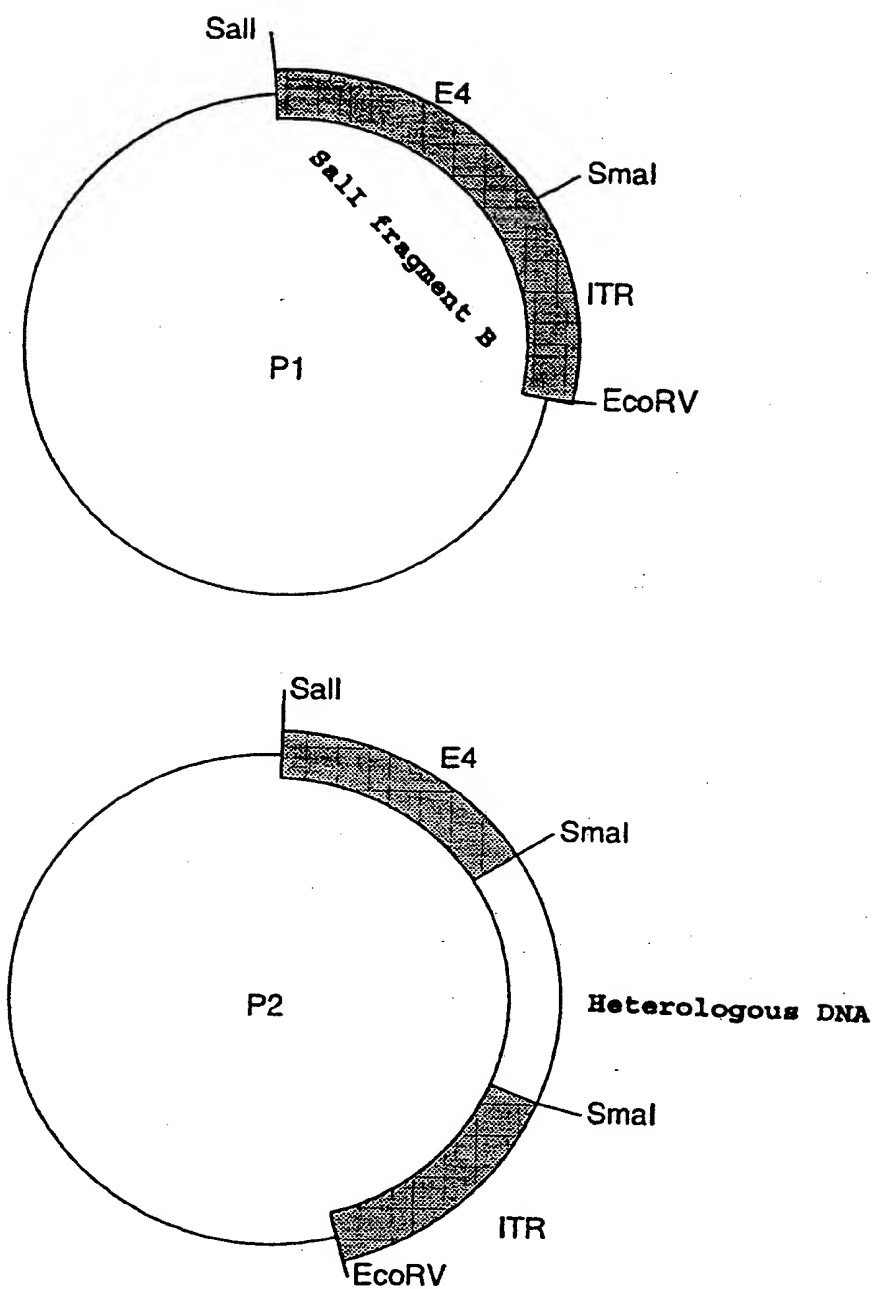 SalI
E4
SmaI
SalI fragment B
ITR
P1
EcoRV
SalI
E4
SmaI
P2
Heterologous DNA
SmaI
ITR
EcoRV